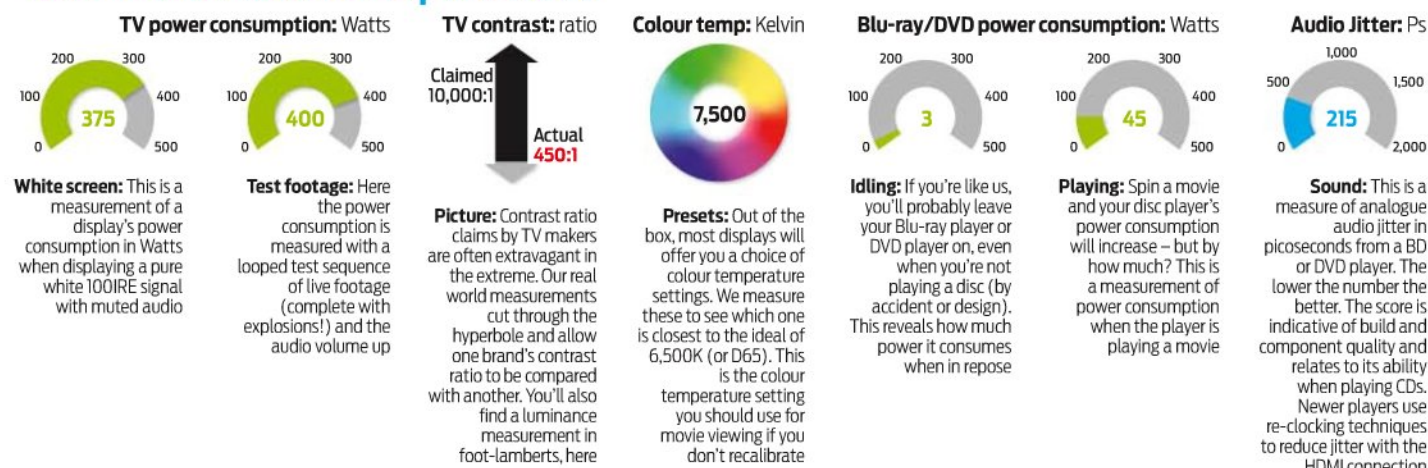 TV power consumption: Watts
0
100
200
300
400
500
375
0
100
200
300
400
500
400
White screen: This is a
measurement of a
display's power
consumption in Watts
when displaying a pure
white 100IRE signal
with muted audio
Test footage: Here
the power
consumption is
measured with a
looped test sequence
of live footage
(complete with
explosions!) and the
audio volume up
TV contrast: ratio
Claimed
10,000:1
Actual
450:1
Picture: Contrast ratio
claims by TV makers
are often extravagant in
the extreme. Our real
world measurements
cut through the
hyperbole and allow
one brand's contrast
ratio to be compared
with another. You'll also
find a luminance
measurement in
foot-lamberts, here
Colour temp: Kelvin
7,500
Presets: Out of the
box, most displays will
offer you a choice of
colour temperature
settings. We measure
these to see which one
is closest to the ideal of
6,500K (or D65). This
is the colour
temperature setting
you should use for
movie viewing if you
don't recalibrate
Blu-ray/DVD power consumption: Watts
0
100
200
300
400
500
3
0
100
200
300
400
500
45
Idling: If you're like us,
you'll probably leave
your Blu-ray player or
DVD player on, even
when you're not
playing a disc (by
accident or design).
This reveals how much
power it consumes
when in repose
Playing: Spin a movie
and your disc player's
power consumption
will increase – but by
how much? This is
a measurement of
power consumption
when the player is
playing a movie
Audio Jitter: Ps
0
500
1,000
1,500
2,000
215
Sound: This is a
measure of analogue
audio jitter in
picoseconds from a BD
or DVD player. The
lower the number the
better. The score is
indicative of build and
component quality and
relates to its ability
when playing CDs.
Newer players use
re-clocking techniques
to reduce jitter with the
HDMI connection